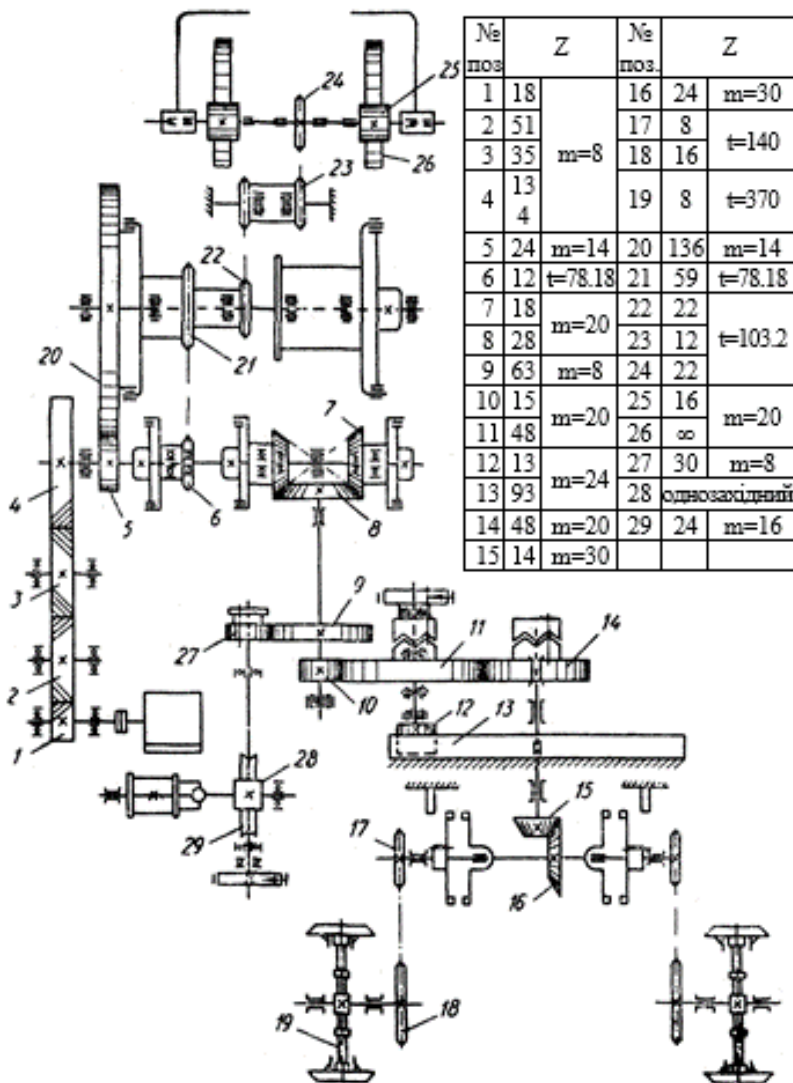 № поз Z № поз. Z
1 18 m=8 16 24 m=30
2 51 17 8 t=140
3 35 18 16
4 13 4 19 8 t=370
5 24 m=14 20 136 m=14
6 12 t=78.18 21 59 t=78.18
7 18 m=20 22 22 t=103.2
8 28 23 12
9 63 m=8 24 22
10 15 m=20 25 16 m=20
11 48 26 ∞
12 13 m=24 27 30 m=8
13 93 28 однозахідний
14 48 m=20 29 24 m=16
15 14 m=30
24
25
26
23
22
21
20
7
4
5
6
8
3
9
11
14
27
2
10
12
13
1
28
15
17
29
16
19
18